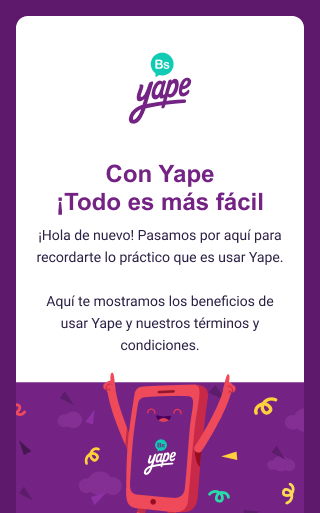 Bs
yape
Con Yape
¡Todo es más fácil
¡Hola de nuevo! Pasamos por aquí para
recordarte lo práctico que es usar Yape.
Aquí te mostramos los beneficios de
usar Yape y nuestros términos y
condiciones.
Bs
yape